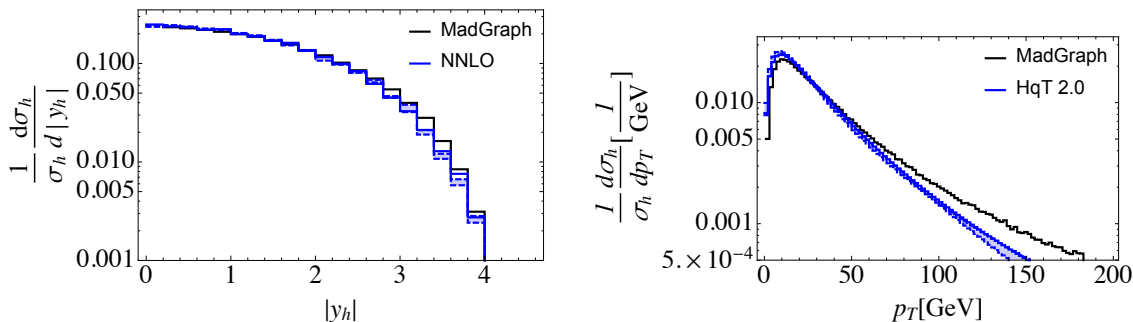 1/σ_h dσ_h/d|y_h|
0.100
0.050
0.010
0.005
0.001
0 1 2 3 4
|y_h|
MadGraph
NNLO
1/σ_h dσ_h/dp_T [1/GeV]
0.010
0.005
0.001
5.×10⁻⁴
0 50 100 150 200
p_T[GeV]
MadGraph
HqT 2.0